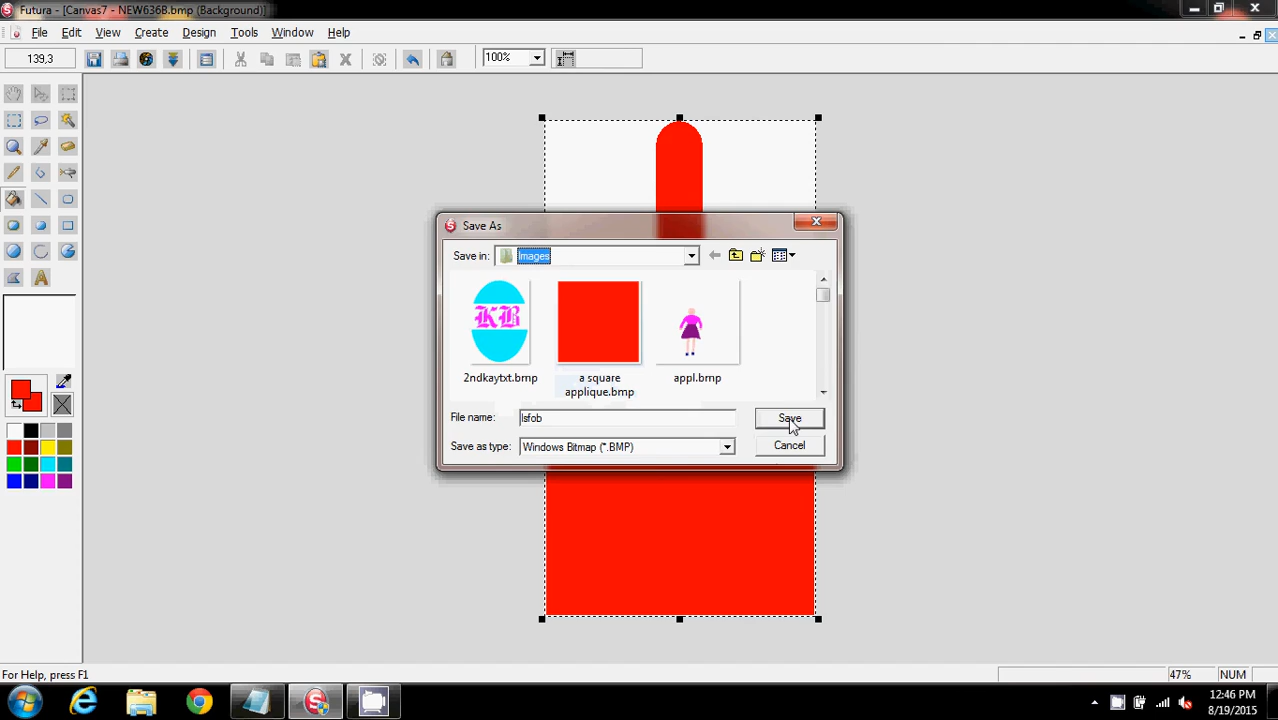 Futura - [Canvas7 - NEW636B.bmp (Background)]
File Edit View Create Design Tools Window Help
139,3 100%
Save As
Save in: Images
KB
2ndkaytxt.bmp a square applique.bmp appl.bmp
File name: lsfob Save
Save as type: Windows Bitmap (*.BMP) Cancel
For Help, press F1 47% NUM
12:46 PM
8/19/2015